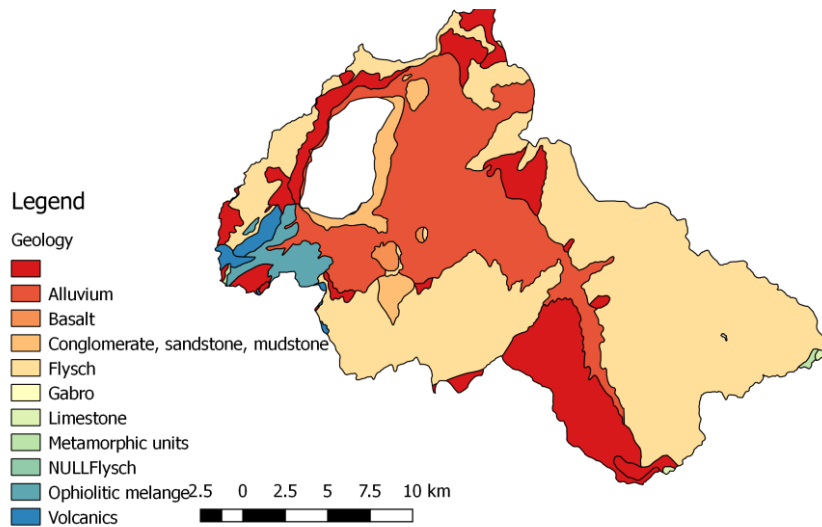 Legend
Geology
Alluvium
Basalt
Conglomerate, sandstone, mudstone
Flysch
Gabro
Limestone
Metamorphic units
NULLFlysch
Ophiolitic melange
Volcanics
2.5 0 2.5 5 7.5 10 km